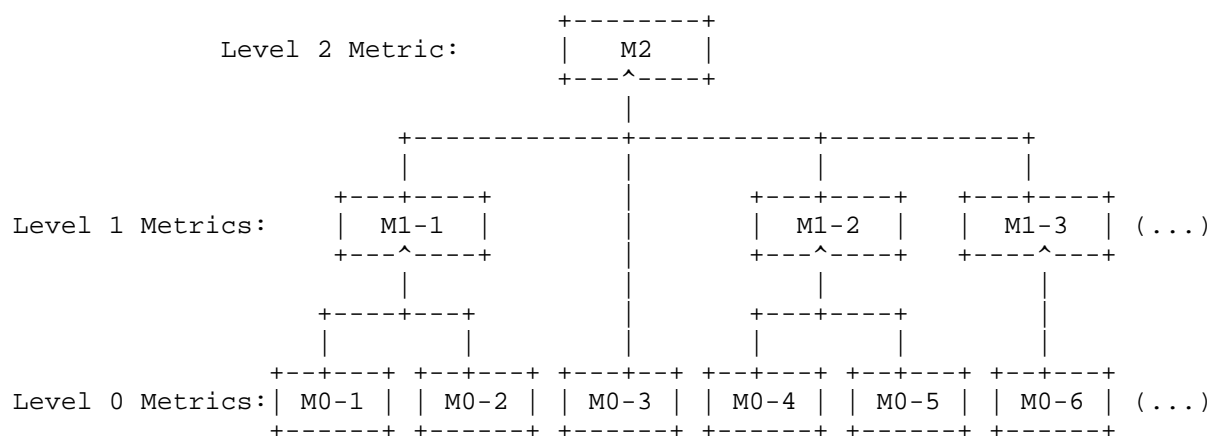 Level 2 Metric: M2
Level 1 Metrics: M1-1 M1-2 M1-3 (...)
Level 0 Metrics: M0-1 M0-2 M0-3 M0-4 M0-5 M0-6 (...)